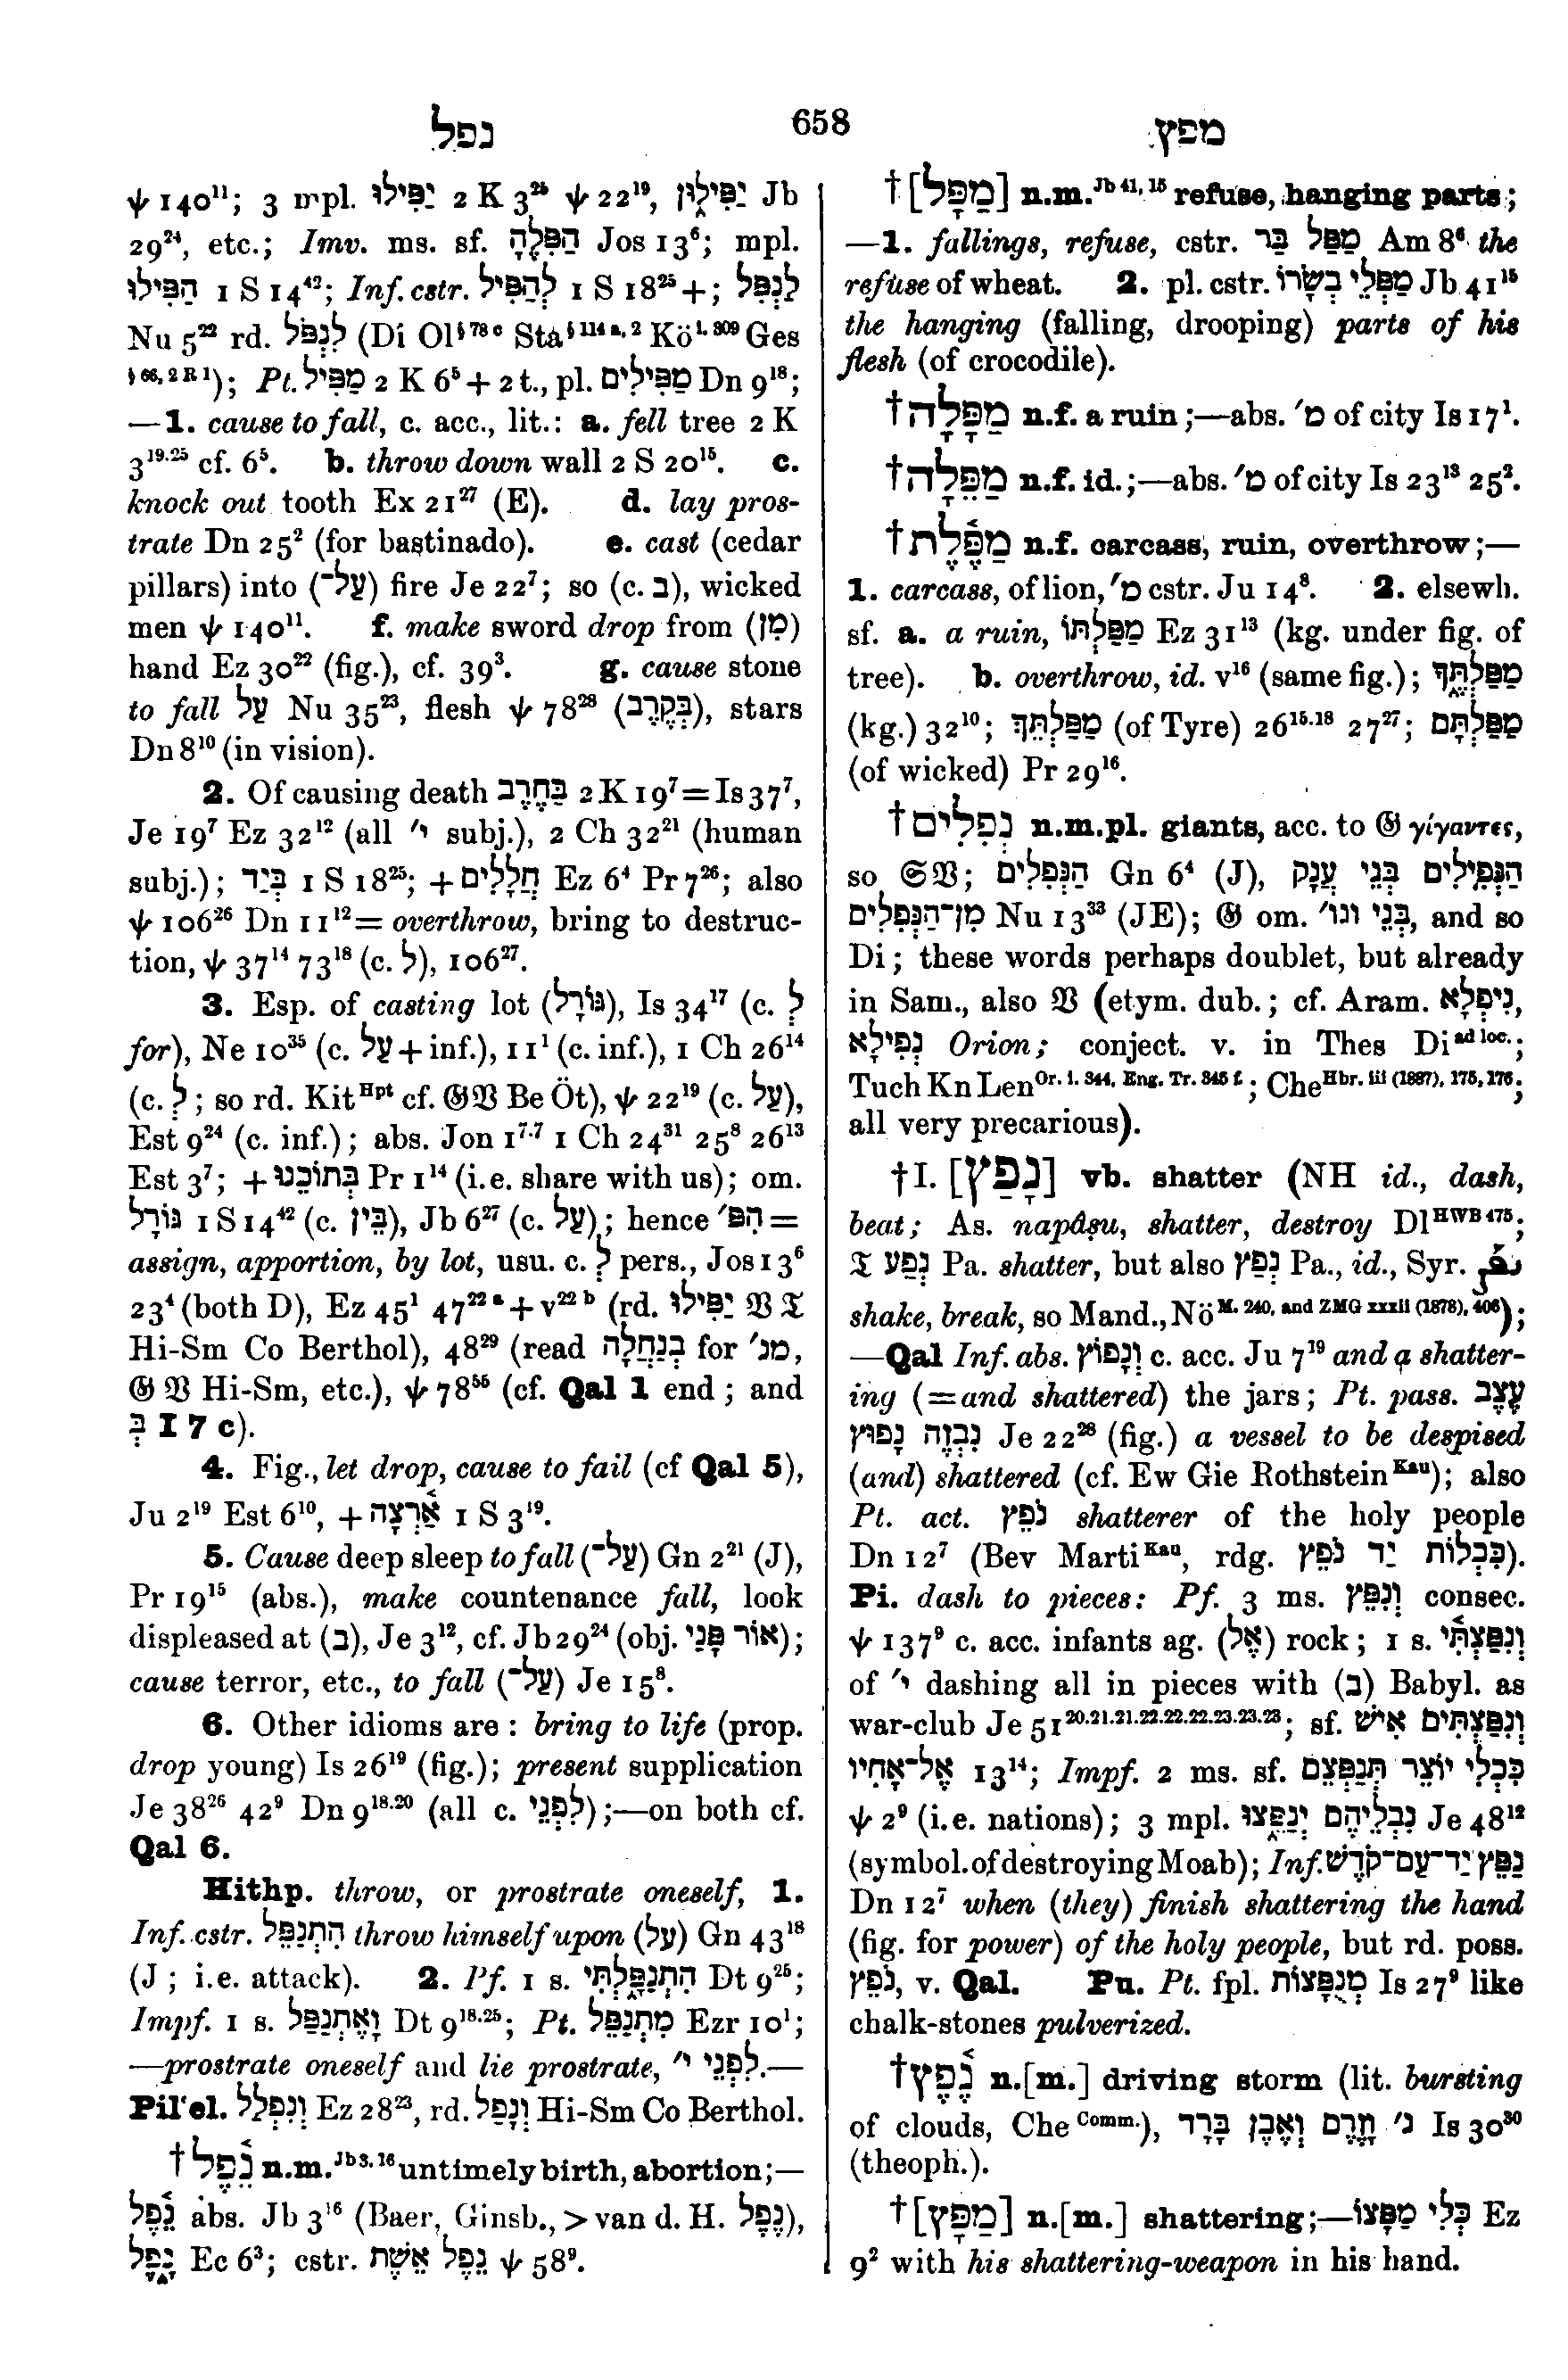 נפל 658 מפץ
ψ 140¹¹; 3 mpl. יַפִּילוּ 2 K 3²⁵ ψ 22¹⁹, יַפִּילוּן Jb
29²⁴, etc.; Imv. ms. sf. הַפִּלֶהָ Jos 13⁶; mpl.
הַפִּילוּ 1 S 14⁴²; Inf. cstr. לְהַפִּיל 1 S 18²⁵+; לַנְפִּל
Nu 5²² rd. לִנְפֹּל (Di Ol§ 78 c Sta§ 114 a, 2 Köi. 309 Ges
§ 66, 2 R 1); Pt. מַפִּיל 2 K 6⁵ + 2 t., pl. מַפִּילִים Dn 9¹⁸;
—1. cause to fall, c. acc., lit.: a. fell tree 2 K
3¹⁹·²⁵ cf. 6⁵. b. throw down wall 2 S 20¹⁵. c.
knock out tooth Ex 21²⁷ (E). d. lay pros-
trate Dn 25² (for bastinado). e. cast (cedar
pillars) into (עַל־) fire Je 22⁷; so (c. בּ), wicked
men ψ 140¹¹. f. make sword drop from (מִן)
hand Ez 30²² (fig.), cf. 39³. g. cause stone
to fall עַל Nu 35²³, flesh ψ 78²⁸ (בְּקֶרֶב), stars
Dn 8¹⁰ (in vision).
2. Of causing death בַּחֶרֶב 2 K 19⁷ = Is 37⁷,
Je 19⁷ Ez 32¹² (all י׳ subj.), 2 Ch 32²¹ (human
subj.); בְּיַד 1 S 18²⁵; + חֲלָלִים Ez 6⁴ Pr 7²⁶; also
ψ 106²⁶ Dn 11¹² = overthrow, bring to destruc-
tion, ψ 37¹⁴ 73¹⁸ (c. ל), 106²⁷.
3. Esp. of casting lot (גּוֹרָל), Is 34¹⁷ (c. לְ
for), Ne 10³⁵ (c. עַל + inf.), 11¹ (c. inf.), 1 Ch 26¹⁴
(c. לְ; so rd. Kit Hpt cf. 𝔊𝔙 Be Öt), ψ 22¹⁹ (c. עַל),
Est 9²⁴ (c. inf.); abs. Jon 1⁷·⁷ 1 Ch 24³¹ 25⁸ 26¹³
Est 3⁷; + בְּתוֹכֵנוּ Pr 1¹⁴ (i.e. share with us); om.
גּוֹרָל 1 S 14⁴² (c. בֵּין), Jb 6²⁷ (c. עַל); hence הִפּ׳ =
assign, apportion, by lot, usu. c. לְ pers., Jos 13⁶
23⁴ (both D), Ez 45¹ 47²² ᵃ + v²² ᵇ (rd. יַפִּילוּ 𝔙 𝔗
Hi-Sm Co Berthol), 48²⁹ (read בְּנַחֲלָה for מנ׳,
𝔊 𝔙 Hi-Sm, etc.), ψ 78⁵⁵ (cf. Qal 1 end; and
בְּ I 7 c).
4. Fig., let drop, cause to fail (cf Qal 5),
Ju 2¹⁹ Est 6¹⁰, + אַ֫רְצָה 1 S 3¹⁹.
5. Cause deep sleep to fall (עַל־) Gn 2²¹ (J),
Pr 19¹⁵ (abs.), make countenance fall, look
displeased at (בּ), Je 3¹², cf. Jb 29²⁴ (obj. אוֹר פָּנַי);
cause terror, etc., to fall (עַל־) Je 15⁸.
6. Other idioms are: bring to life (prop.
drop young) Is 26¹⁹ (fig.); present supplication
Je 38²⁶ 42⁹ Dn 9¹⁸·²⁰ (all c. לִפְנֵי);—on both cf.
Qal 6.
Hithp. throw, or prostrate oneself, 1.
Inf. cstr. הִתְנַפֵּל throw himself upon (עַל) Gn 43¹⁸
(J; i.e. attack). 2. Pf. 1 s. הִתְנַפָּלְתִּי Dt 9²⁵;
Impf. 1 s. וָאֶתְנַפַּל Dt 9¹⁸·²⁵; Pt. מִתְנַפֵּל Ezr 10¹;
—prostrate oneself and lie prostrate, לִפְנֵי י׳.—
Pilʿel. וְנִפְלַל Ez 28²³, rd. וְנָפַל Hi-Sm Co Berthol.
†נֵ֫פֶל n.m. Jb 3, 16 untimely birth, abortion;—
נֵ֫פֶל abs. Jb 3¹⁶ (Baer, Ginsb., > van d. H. נֶפֶל),
נָ֑פֶל Ec 6³; cstr. נֵפֶל אֵשֶׁת ψ 58⁹.
†[מַפָּל] n.m. Jb 41, 15 refuse, hanging parts;
—1. fallings, refuse, cstr. מַפַּל בַּר Am 8⁶ the
refuse of wheat. 2. pl. cstr. מַפְּלֵי בְשָׂרוֹ Jb 41¹⁵
the hanging (falling, drooping) parts of his
flesh (of crocodile).
†מַפָּלָה n.f. a ruin;—abs. מ׳ of city Is 17¹.
†מַפֵּלָה n.f. id.;—abs. מ׳ of city Is 23¹³ 25².
†מַפֶּ֫לֶת n.f. carcass, ruin, overthrow;—
1. carcass, of lion, מ׳ cstr. Ju 14⁸. 2. elsewh.
sf. a. a ruin, מַפַּלְתּוֹ Ez 31¹³ (kg. under fig. of
tree). b. overthrow, id. v¹⁶ (same fig.); מַפַּלְתֶּךָ
(kg.) 32¹⁰; מַפַּלְתֵּךְ (of Tyre) 26¹⁵·¹⁸ 27²⁷; מַפַּלְתָּם
(of wicked) Pr 29¹⁶.
†נְפִלִים n.m.pl. giants, acc. to 𝔊 γίγαντες,
so 𝔖𝔙; הַנְּפִלִים Gn 6⁴ (J), הַנְּפִילִים בְּנֵי עֲנָק
מִן־הַנְּפִלִים Nu 13³³ (JE); 𝔊 om. בְּנֵי וגו׳, and so
Di; these words perhaps doublet, but already
in Sam., also 𝔙 (etym. dub.; cf. Aram. נִיפְלָא,
נְפִילָא Orion; conject. v. in Thes Di ad loc.;
Tuch Kn Len Or. i. 344, Eng. Tr. 345 f.; Che Hbr. iii (1887), 175, 176;
all very precarious).
†I. [נָפַץ] vb. shatter (NH id., dash,
beat; As. napâṣu, shatter, destroy Dl HWB 475;
𝔗 נְפַע Pa. shatter, but also נְפַץ Pa., id., Syr.
shake, break, so Mand., Nö M. 240, and ZMG xxxii (1878), 406);
—Qal Inf. abs. וְנָפוֹץ c. acc. Ju 7¹⁹ and a shatter-
ing (= and shattered) the jars; Pt. pass. עֶצֶב
נִבְזֶה נָפוּץ Je 22²⁸ (fig.) a vessel to be despised
(and) shattered (cf. Ew Gie Rothstein Kau); also
Pt. act. נֹפֵץ shatterer of the holy people
Dn 12⁷ (Bev Marti Kau, rdg. כִּכְלוֹת יַד נֹפֵץ).
Pi. dash to pieces: Pf. 3 ms. וְנִפֵּץ consec.
ψ 137⁹ c. acc. infants ag. (אֶל) rock; 1 s. וְנִפַּצְתִּ֫י
of י׳ dashing all in pieces with (בּ) Babyl. as
war-club Je 51²⁰·²¹·²¹·²²·²²·²²·²³·²³·²³; sf. וְנִפַּצְתִּים אִישׁ
אֶל־אָחִיו 13¹⁴; Impf. 2 ms. sf. כִּכְלִי יוֹצֵר תְּנַפְּצֵם
ψ 2⁹ (i.e. nations); 3 mpl. נִבְלֵיהֶם יְנַפֵּצוּ Je 48¹²
(symbol. of destroying Moab); Inf. נַפֵּץ יַד־עַם־קֹדֶשׁ
Dn 12⁷ when (they) finish shattering the hand
(fig. for power) of the holy people, but rd. poss.
נֹפֵץ, v. Qal. Pu. Pt. fpl. מְנֻפָּצוֹת Is 27⁹ like
chalk-stones pulverized.
†נֶ֫פֶץ n.[m.] driving storm (lit. bursting
of clouds, Che Comm.), נ׳ וָזֶרֶם וְאֶבֶן בָּרָד Is 30³⁰
(theoph.).
†[מַפָּץ] n.[m.] shattering;—כְּלִי מַפָּצוֹ Ez
9² with his shattering-weapon in his hand.